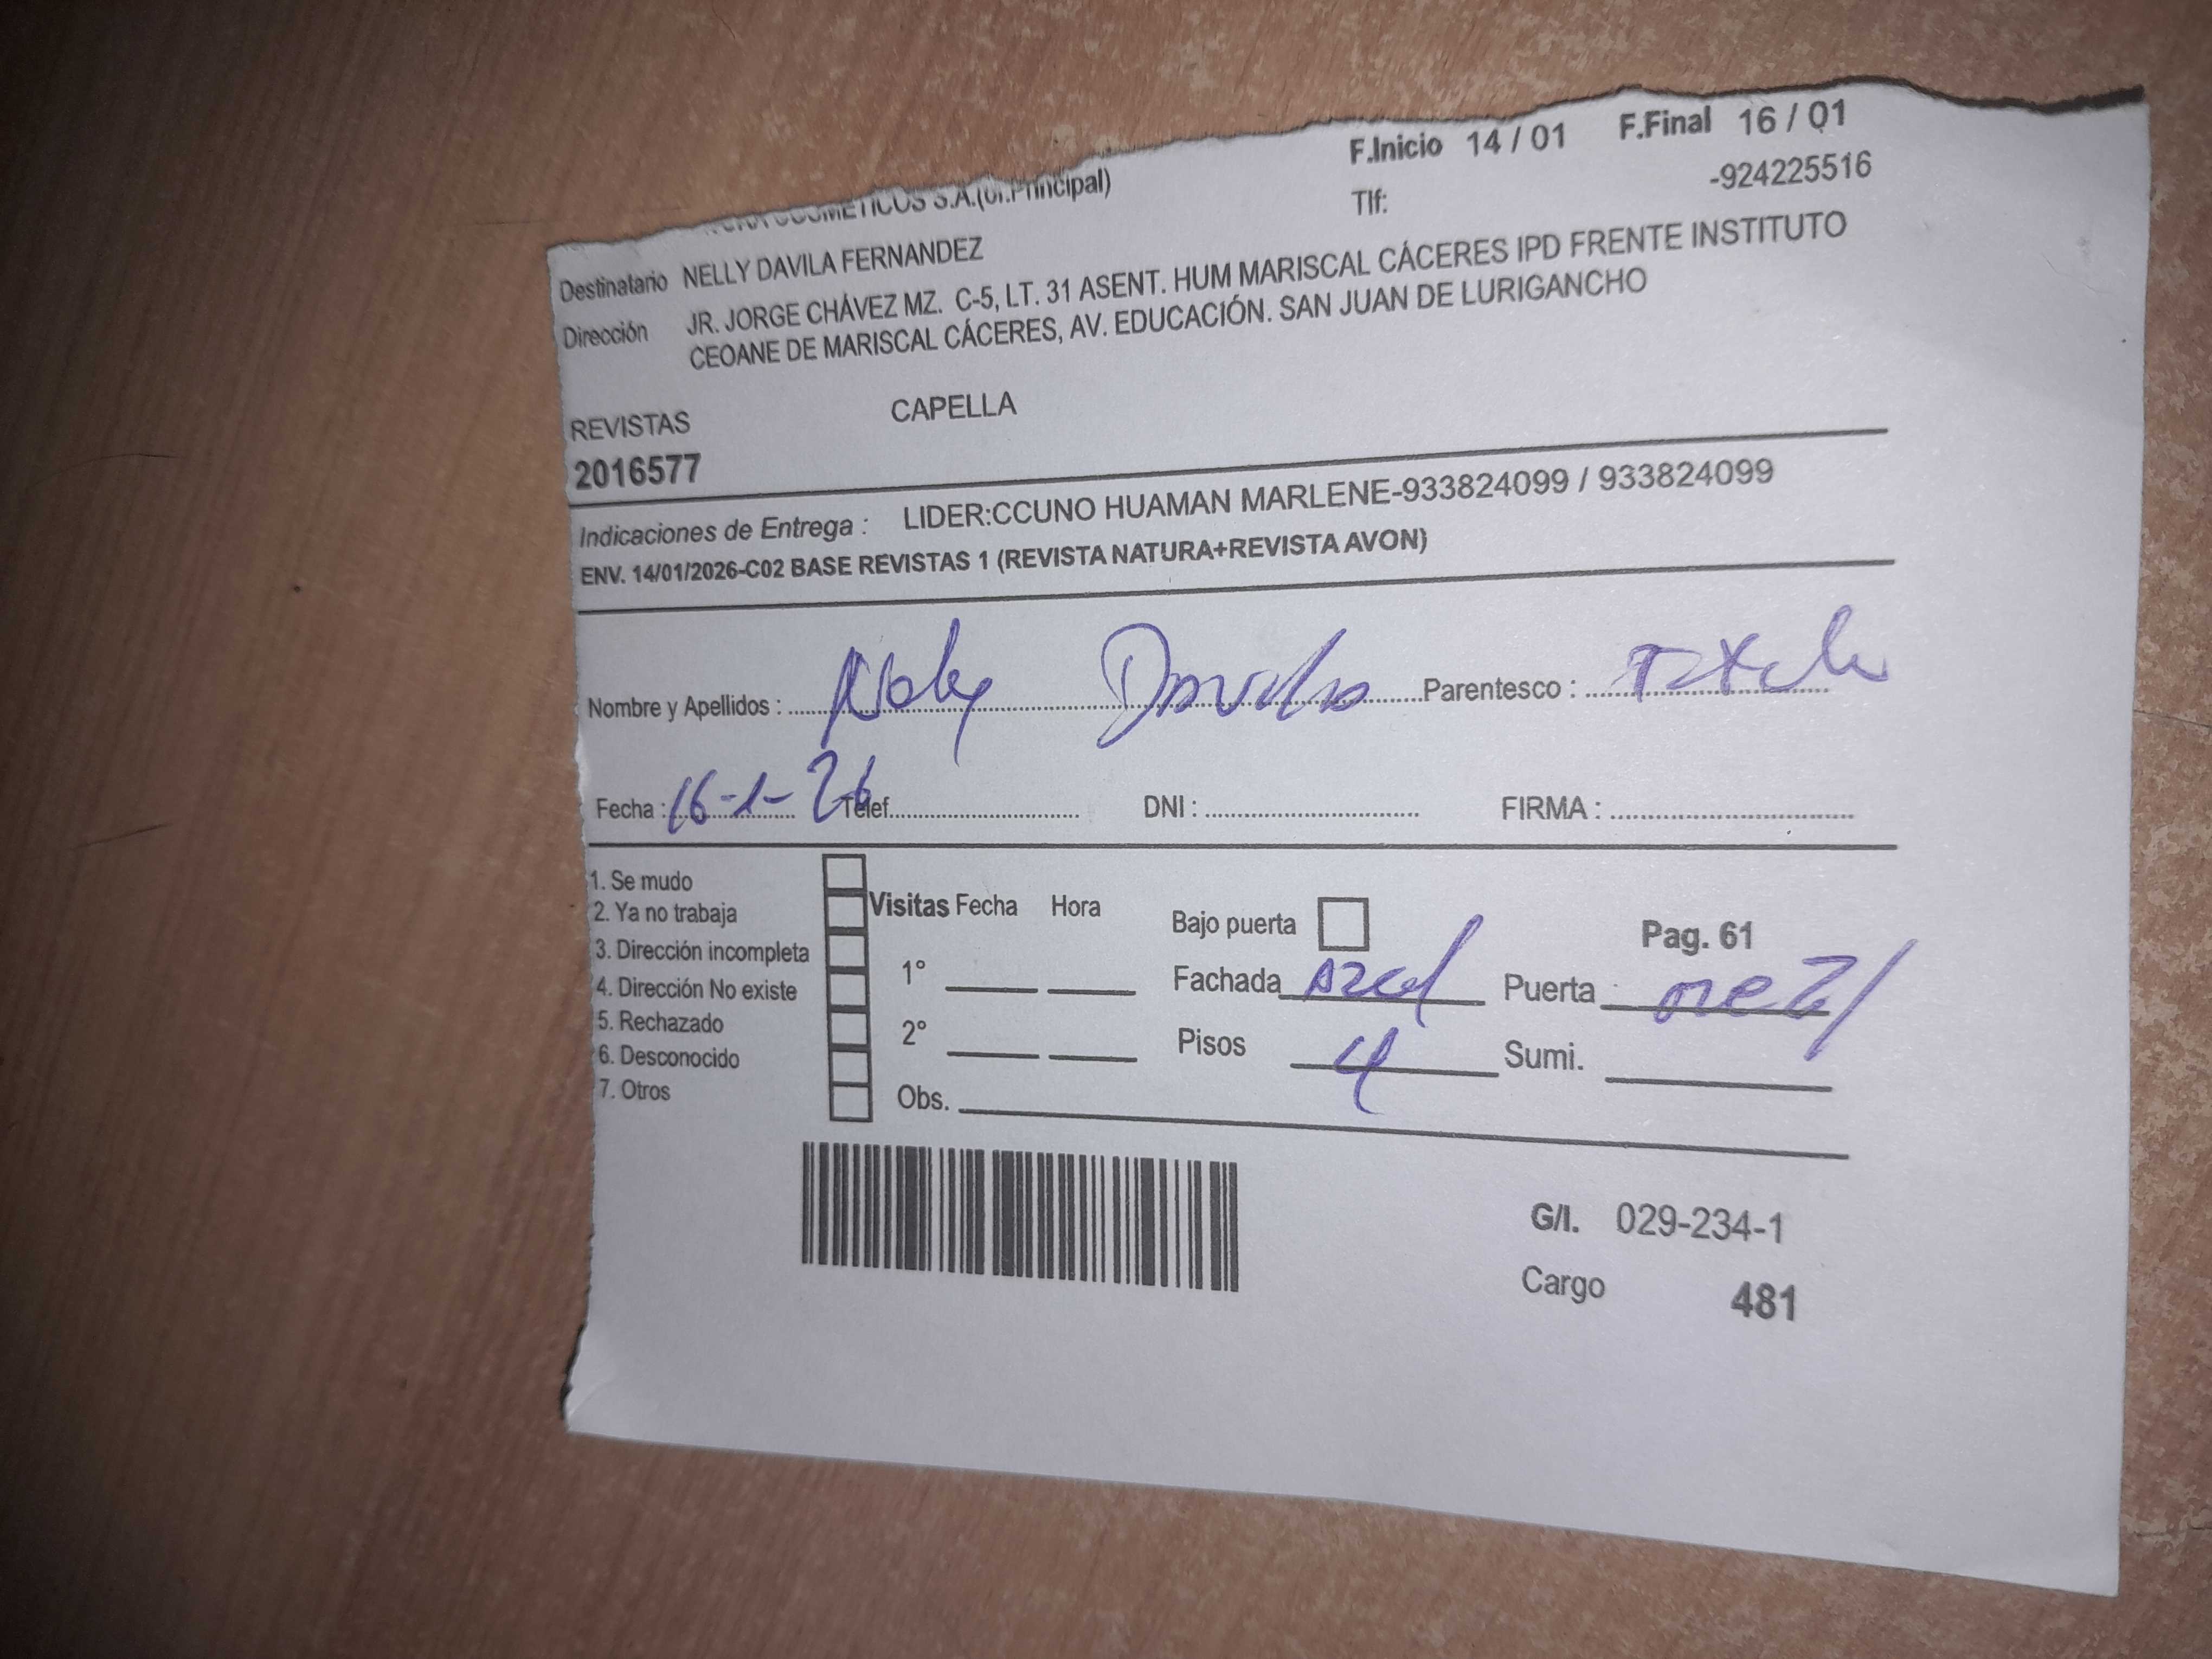 F.Inicio 14 / 01 F.Final 16 / 01
COSMETICOS S.A.(of.Principal) Tlf: -924225516
Destinatario NELLY DAVILA FERNANDEZ
Dirección JR. JORGE CHÁVEZ MZ. C-5, LT. 31 ASENT. HUM MARISCAL CÁCERES IPD FRENTE INSTITUTO
CEOANE DE MARISCAL CÁCERES, AV. EDUCACIÓN. SAN JUAN DE LURIGANCHO
REVISTAS CAPELLA
2016577
Indicaciones de Entrega : LIDER:CCUNO HUAMAN MARLENE-933824099 / 933824099
ENV. 14/01/2026-C02 BASE REVISTAS 1 (REVISTA NATURA+REVISTA AVON)
Nombre y Apellidos : Davila Parentesco :
Fecha : 16-1-26 Telef. DNI : FIRMA :
1. Se mudo
2. Ya no trabaja
3. Dirección incompleta
4. Dirección No existe
5. Rechazado
6. Desconocido
7. Otros
Visitas Fecha Hora
1°
2°
Obs.
Bajo puerta Pag. 61
Fachada Azul Puerta
Pisos 4 Sumi.
G/I. 029-234-1
Cargo 481